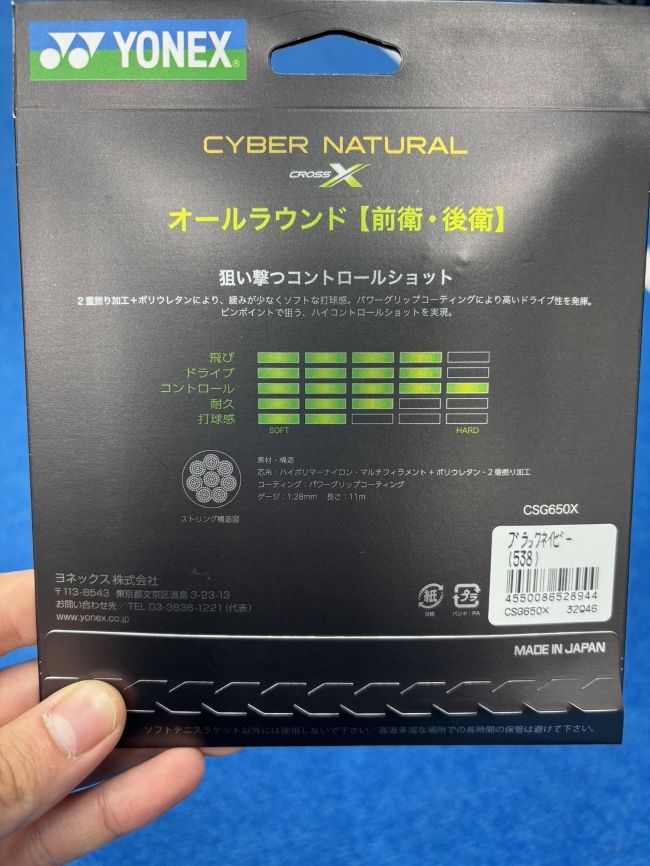 YONEX®
CYBER NATURAL
CROSS X
オールラウンド【前衛・後衛】
狙い撃つコントロールショット
2重撚り加工+ポリウレタンにより、緩みが少なくソフトな打球感。パワーグリップコーティングにより高いドライブ性を発揮。
ピンポイントで狙う、ハイコントロールショットを実現。
飛び
ドライブ
コントロール
耐久
打球感
SOFT HARD
素材・構造
芯糸:ハイポリマーナイロン・マルチフィラメント+ポリウレタン・2重撚り加工
コーティング:パワーグリップコーティング
ゲージ:1.28mm 長さ:11m
ストリング構造図
CSG650X
ブラックネイビー
(538)
4550086528944
CSG650X 32Q46
ヨネックス株式会社
〒113-8543 東京都文京区湯島3-23-13
お問い合わせ先/TEL 03-3836-1221(代表)
www.yonex.co.jp
紙
台紙
プラ
バンド:PA
MADE IN JAPAN
ソフトテニスラケット以外には使用しないで下さい/高温多湿な場所での長時間の保管は避けて下さい。